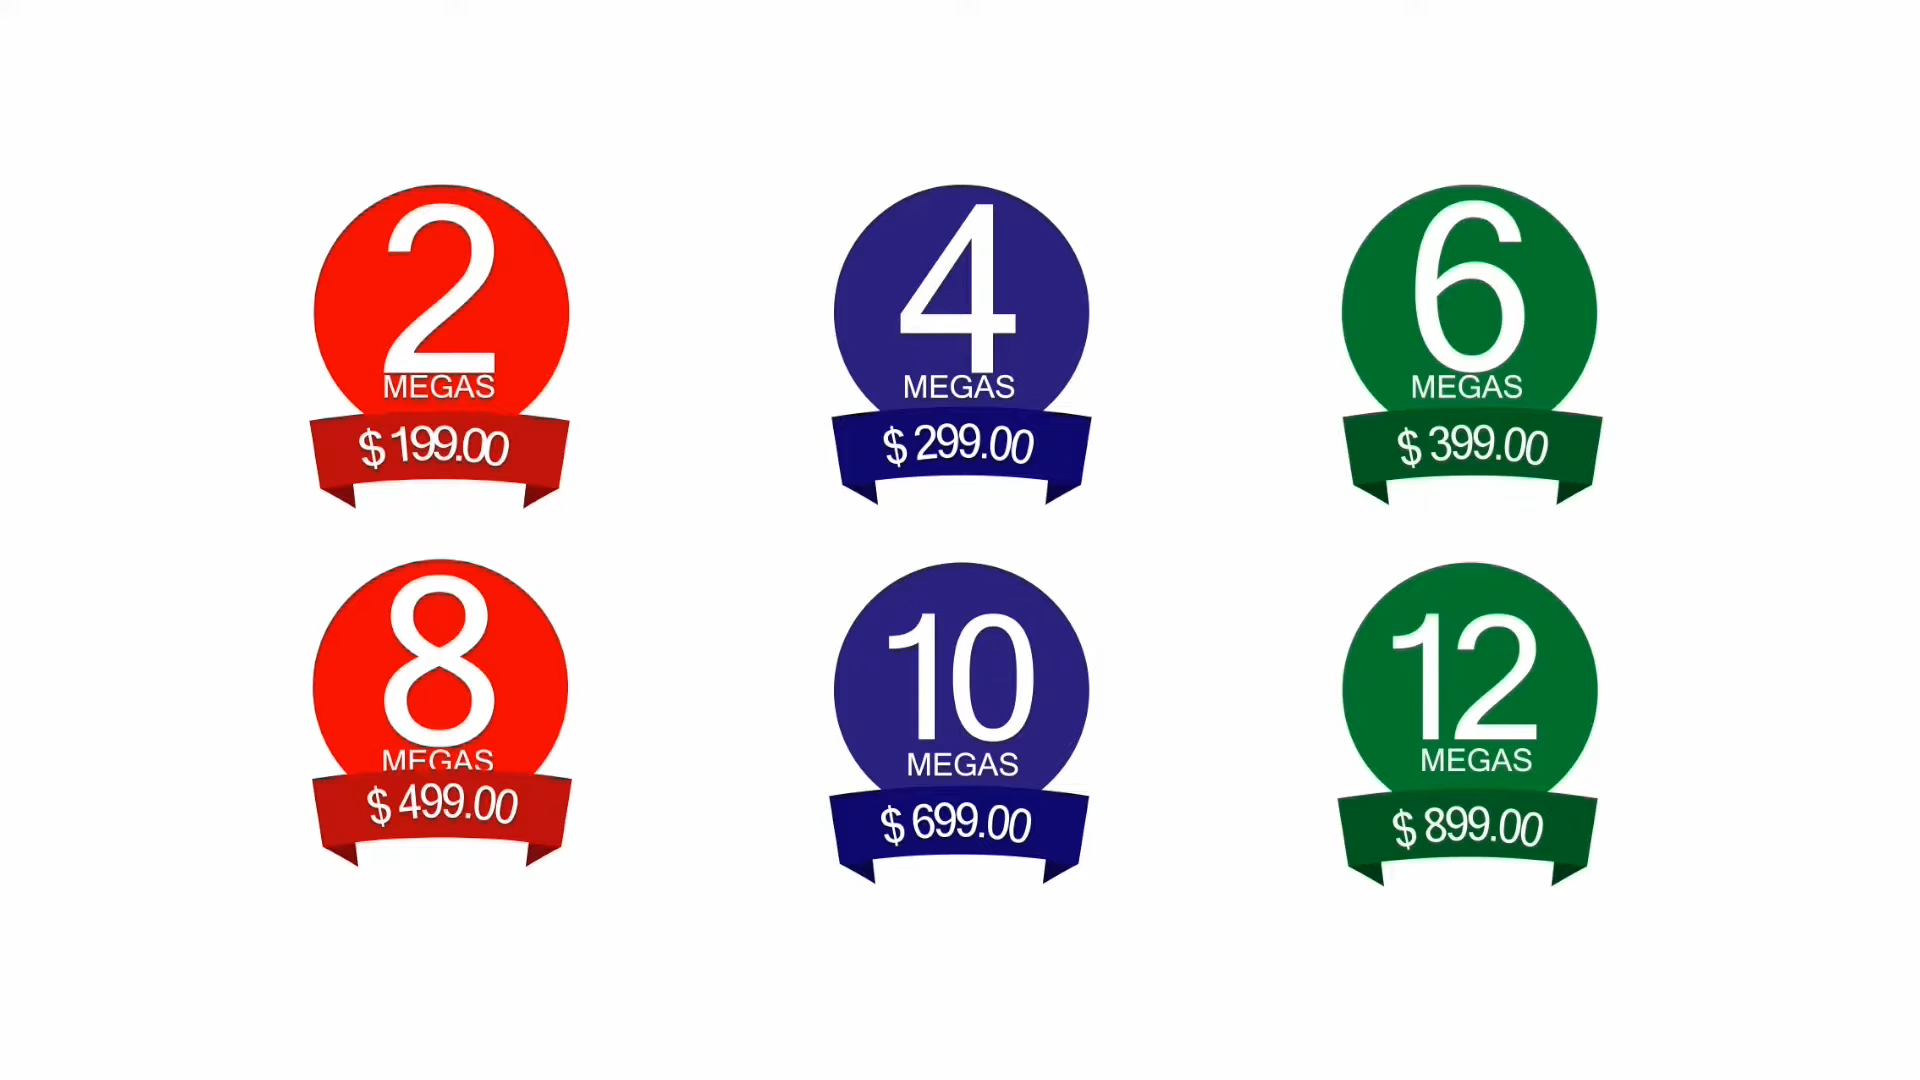 2
MEGAS
$ 199.00
4
MEGAS
$ 299.00
6
MEGAS
$ 399.00
8
MEGAS
$ 499.00
10
MEGAS
$ 699.00
12
MEGAS
$ 899.00